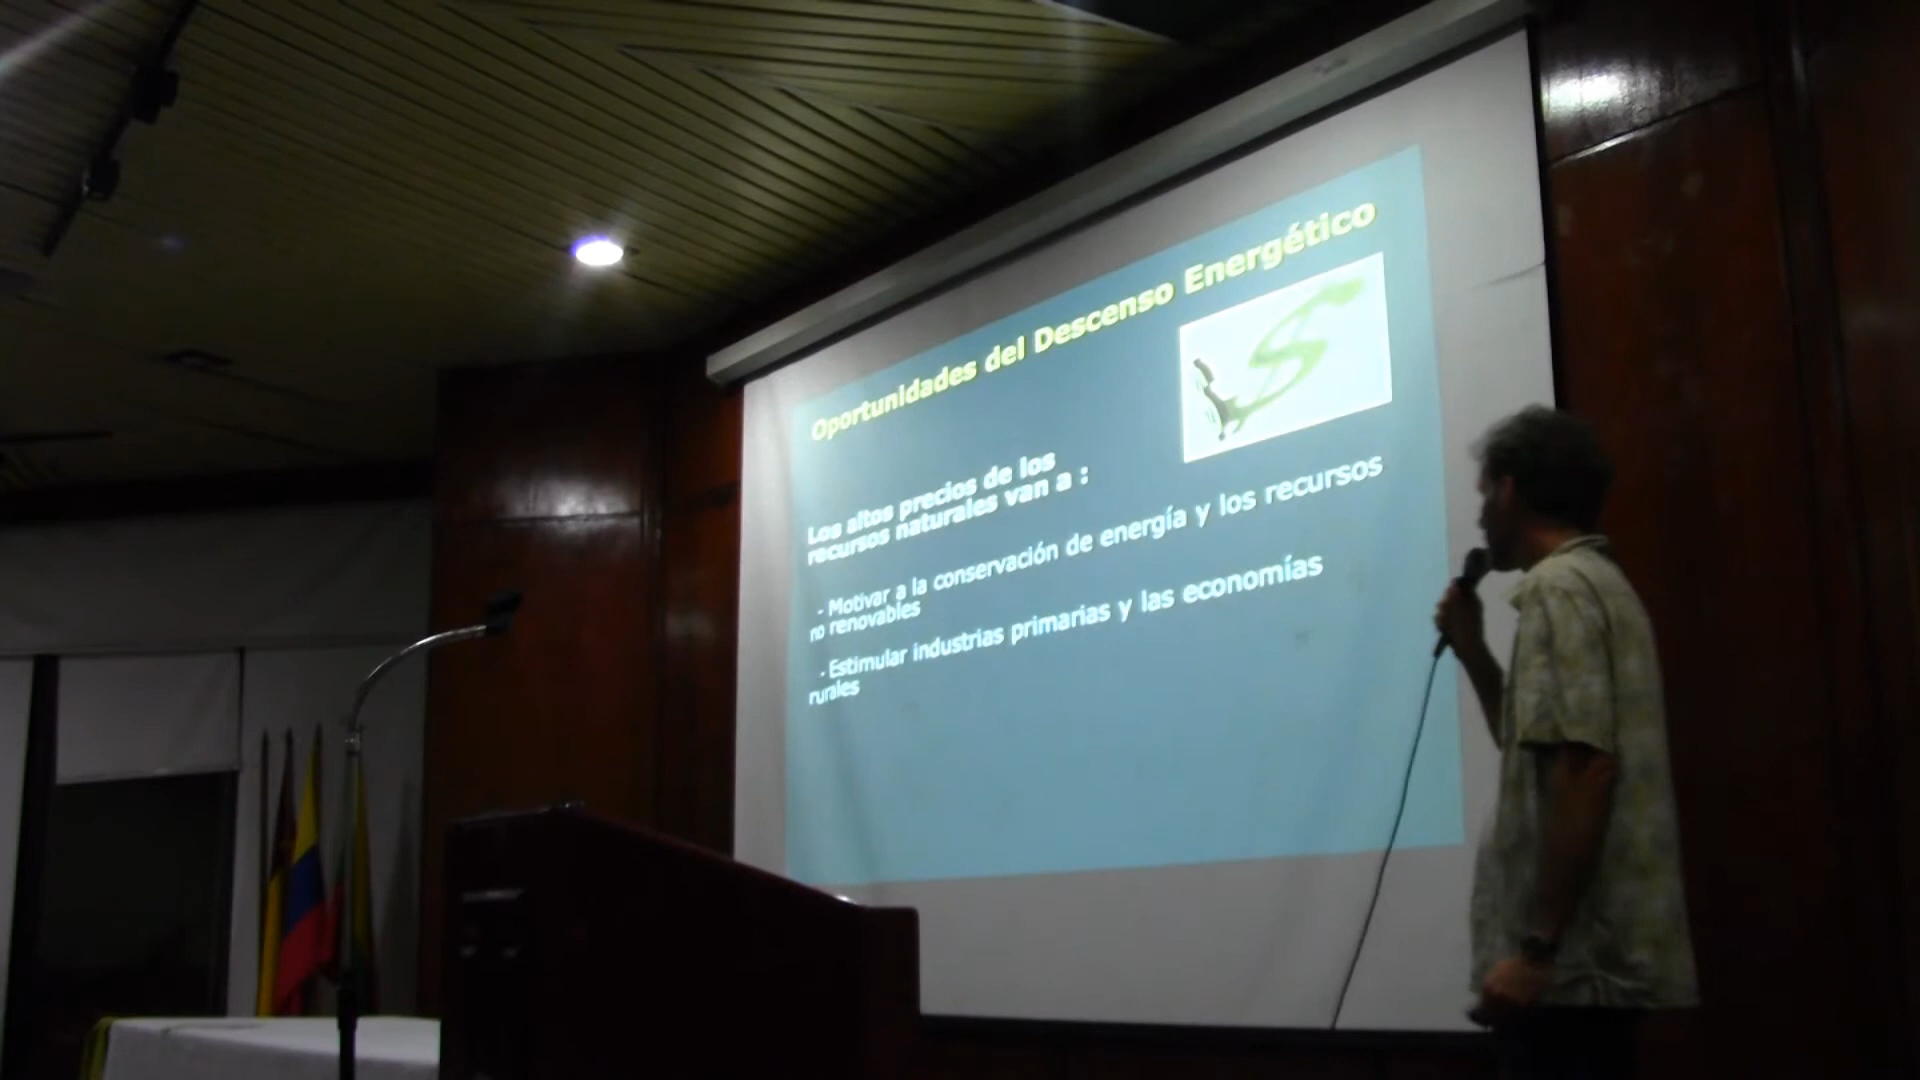 Oportunidades del Descenso Energético
Los altos precios de los
recursos naturales van a :
- Motivar a la conservación de energía y los recursos
no renovables
- Estimular industrias primarias y las economías
rurales